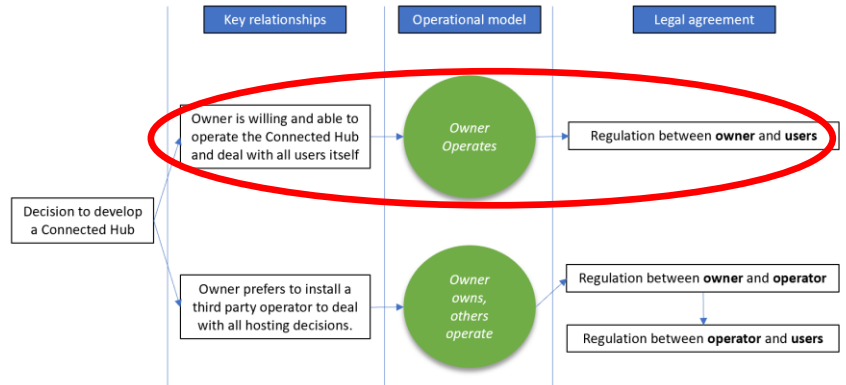 Key relationships
Operational model
Legal agreement
Owner is willing and able to
operate the Connected Hub
and deal with all users itself
Owner
Operates
Regulation between owner and users
Decision to develop
a Connected Hub
Owner prefers to install a
third party operator to deal
with all hosting decisions.
Owner
owns,
others
operate
Regulation between owner and operator
Regulation between operator and users